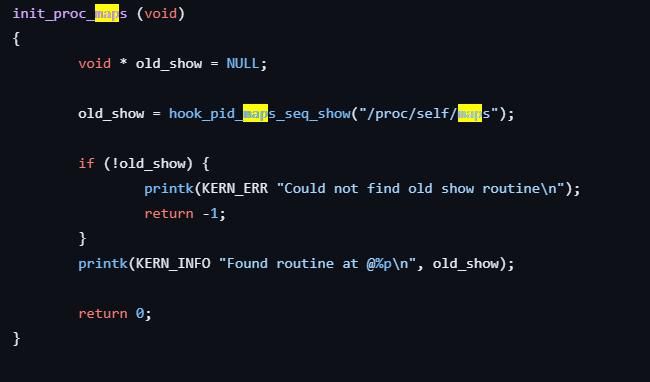 init_proc_maps (void)
{
        void * old_show = NULL;

        old_show = hook_pid_maps_seq_show("/proc/self/maps");

        if (!old_show) {
                printk(KERN_ERR "Could not find old show routine\n");
                return -1;
        }
        printk(KERN_INFO "Found routine at @%p\n", old_show);

        return 0;
}